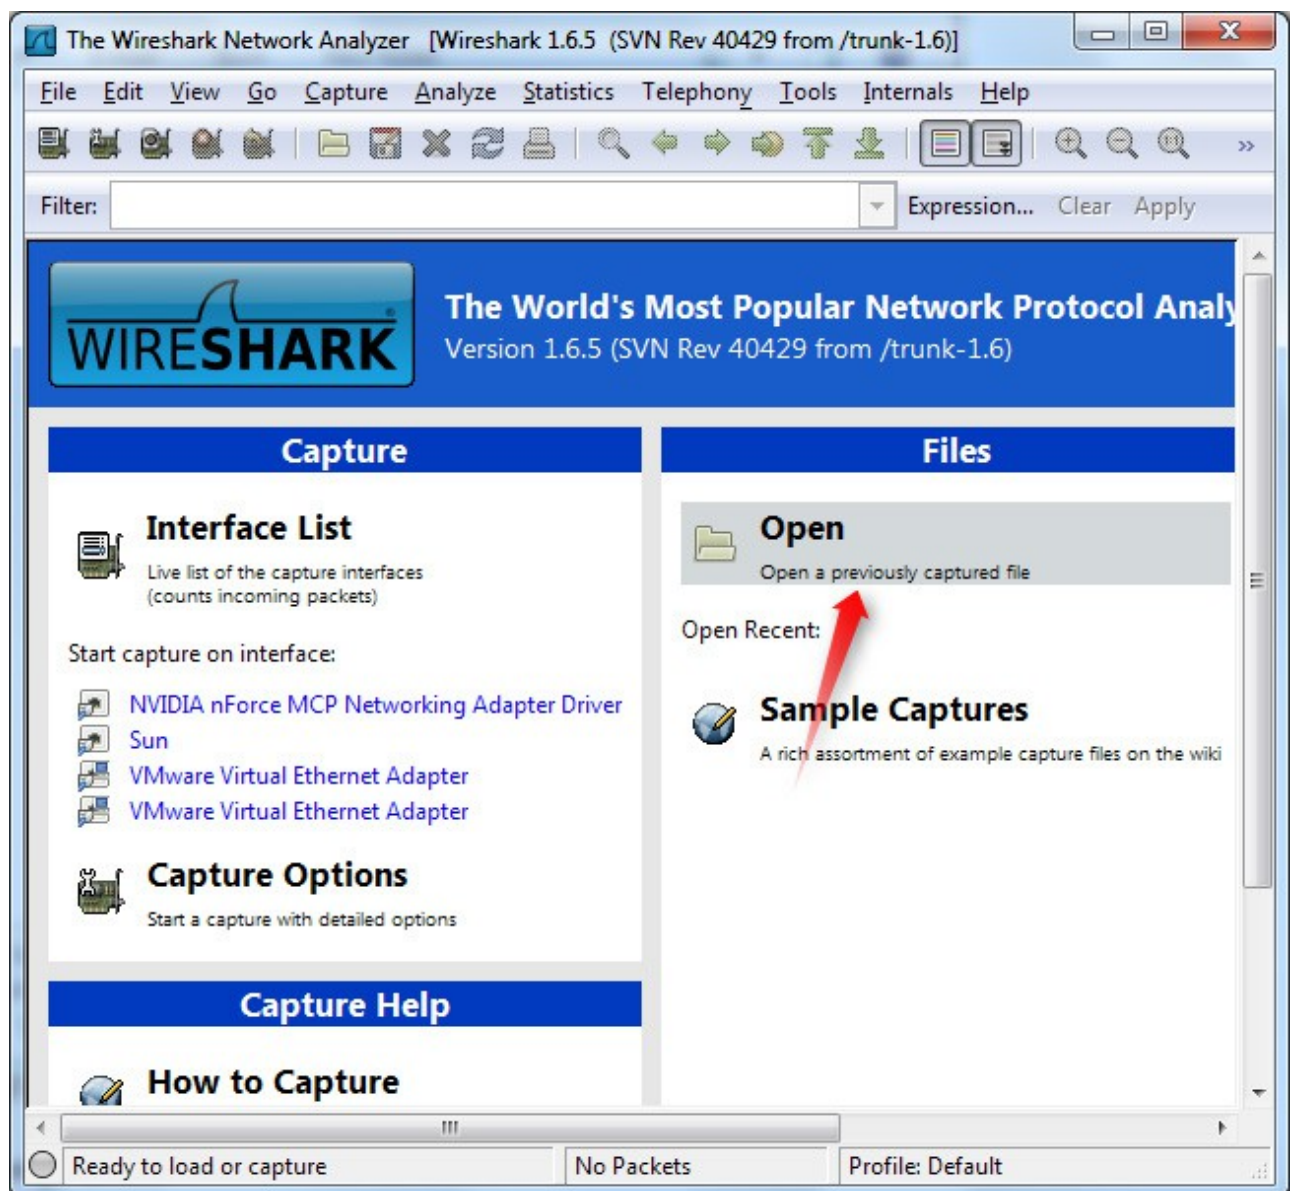 The Wireshark Network Analyzer [Wireshark 1.6.5 (SVN Rev 40429 from /trunk-1.6)]
File Edit View Go Capture Analyze Statistics Telephony Tools Internals Help
Filter: Expression... Clear Apply
WIRESHARK
The World's Most Popular Network Protocol Analy
Version 1.6.5 (SVN Rev 40429 from /trunk-1.6)
Capture
Interface List
Live list of the capture interfaces
(counts incoming packets)
Start capture on interface:
NVIDIA nForce MCP Networking Adapter Driver
Sun
VMware Virtual Ethernet Adapter
VMware Virtual Ethernet Adapter
Capture Options
Start a capture with detailed options
Capture Help
How to Capture
Files
Open
Open a previously captured file
Open Recent:
Sample Captures
A rich assortment of example capture files on the wiki
Ready to load or capture
No Packets
Profile: Default